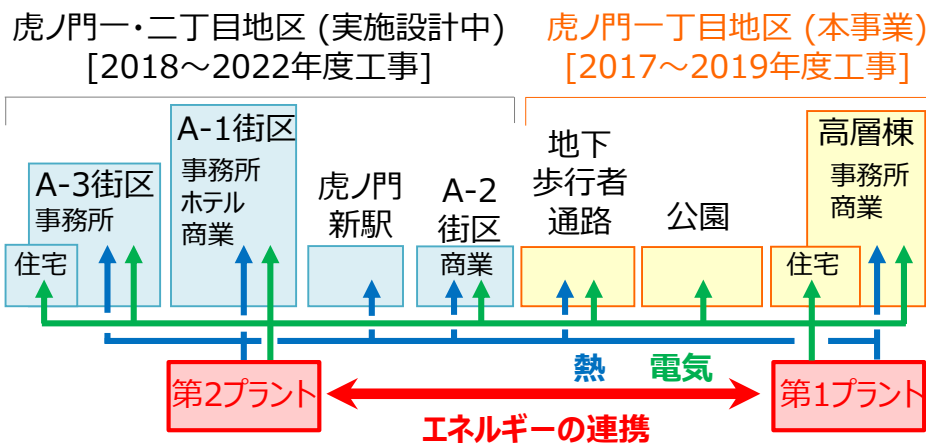 虎ノ門一・二丁目地区 (実施設計中)
[2018～2022年度工事]
虎ノ門一丁目地区 (本事業)
[2017～2019年度工事]
A-3街区
事務所
住宅
A-1街区
事務所
ホテル
商業
虎ノ門
新駅
A-2
街区
商業
地下
歩行者
通路
公園
高層棟
事務所
商業
住宅
熱
電気
第2プラント
第1プラント
エネルギーの連携